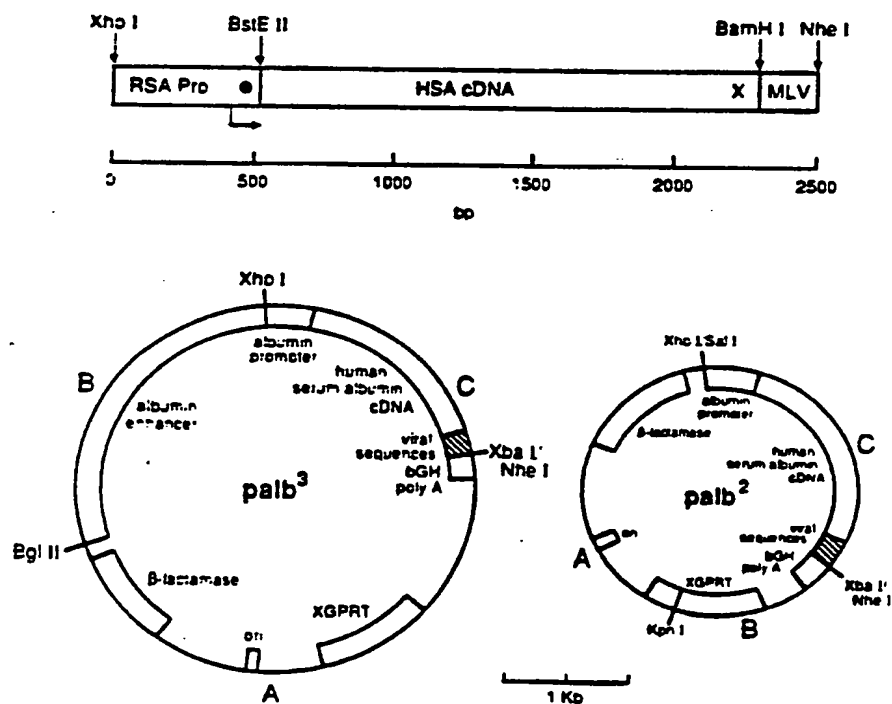 Xho I BstE II BamH I Nhe I
RSA Pro HSA cDNA X MLV
0 500 1000 1500 2000 2500
bp
Xho I
albumin
promoter
human
serum albumin
cDNA
B
C
albumin
enhancer
viral
sequences
bGH
poly A
Xba I'
Nhe I
palb³
Bgl II
β-lactamase
XGPRT
ori
A
Xho I/Sal I
albumin
promoter
β-lactamase
C
human
serum albumin
cDNA
palb²
viral
sequences
bGH
poly A
ori
A
Xba I'
Nhe I
XGPRT
Kpn I
B
1 Kp